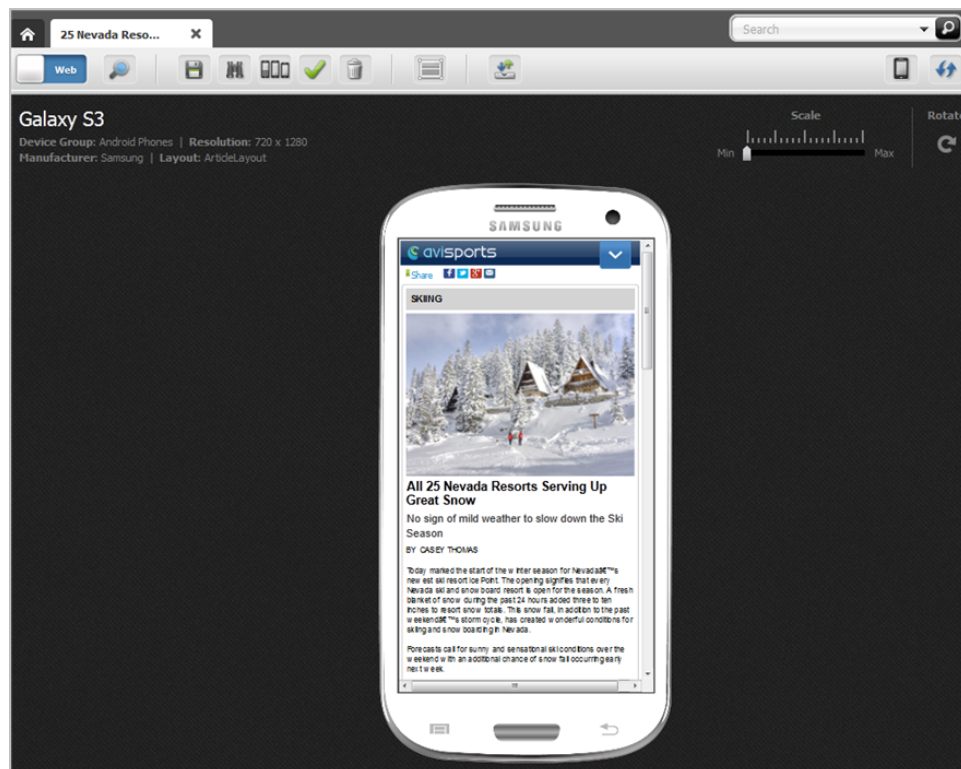 25 Nevada Reso...
Search
Web
Galaxy S3
Device Group: Android Phones | Resolution: 720 x 1280
Manufacturer: Samsung | Layout: ArticleLayout
Scale
Min
Max
Rotate
SAMSUNG
avisports
Share
SKIING
All 25 Nevada Resorts Serving Up
Great Snow
No sign of mild weather to slow down the Ski
Season
BY CASEY THOMAS
Today marked the start of the winter season for Nevadaâ€™s
newest ski resort Ice Point. The opening signifies that every
Nevada ski and snow board resort is open for the season. A fresh
blanket of snow during the past 24 hours added three to ten
inches to resort snow totals. This snow fall, in addition to the past
weekendâ€™s storm cycle, has created wonderful conditions for
skiing and snow boarding in Nevada.
Forecasts call for sunny and sensational ski conditions over the
weekend with an additional chance of snow fall occurring early
next week.